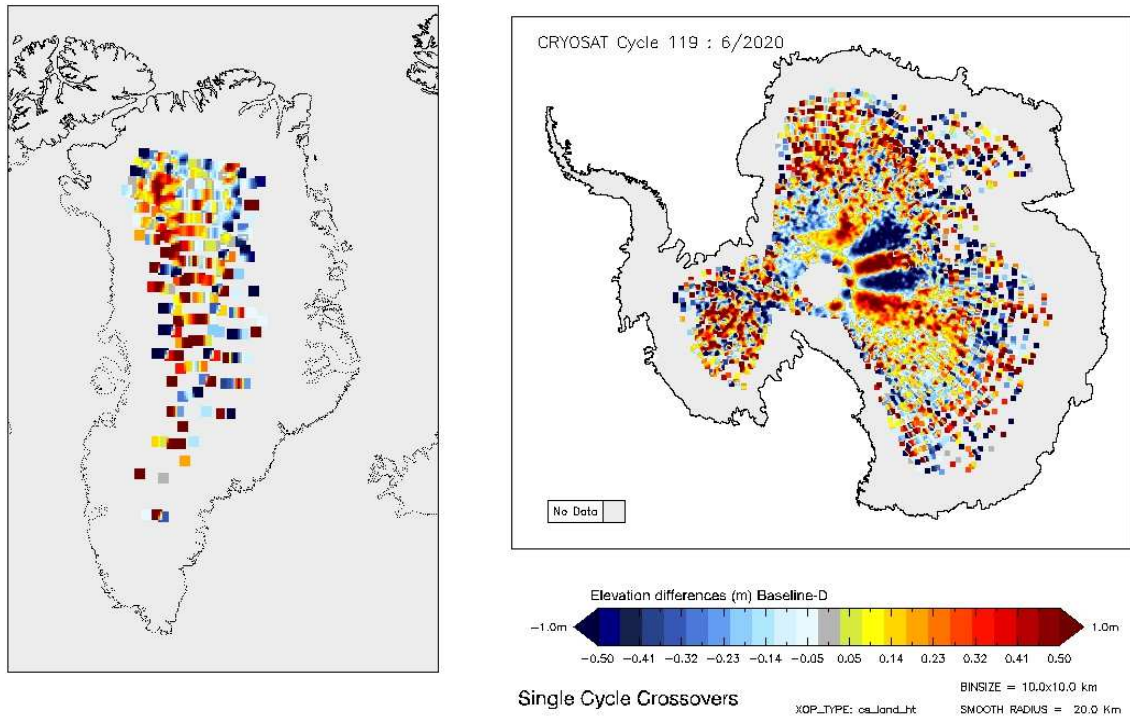 CRYOSAT Cycle 119 : 6/2020
No Data
Elevation differences (m) Baseline-D
-1.0m
1.0m
-0.50 -0.41 -0.32 -0.23 -0.14 -0.05 0.05 0.14 0.23 0.32 0.41 0.50
Single Cycle Crossovers
XOP_TYPE: cs_land_ht
BINSIZE = 10.0x10.0 km
SMOOTH RADIUS = 20.0 Km